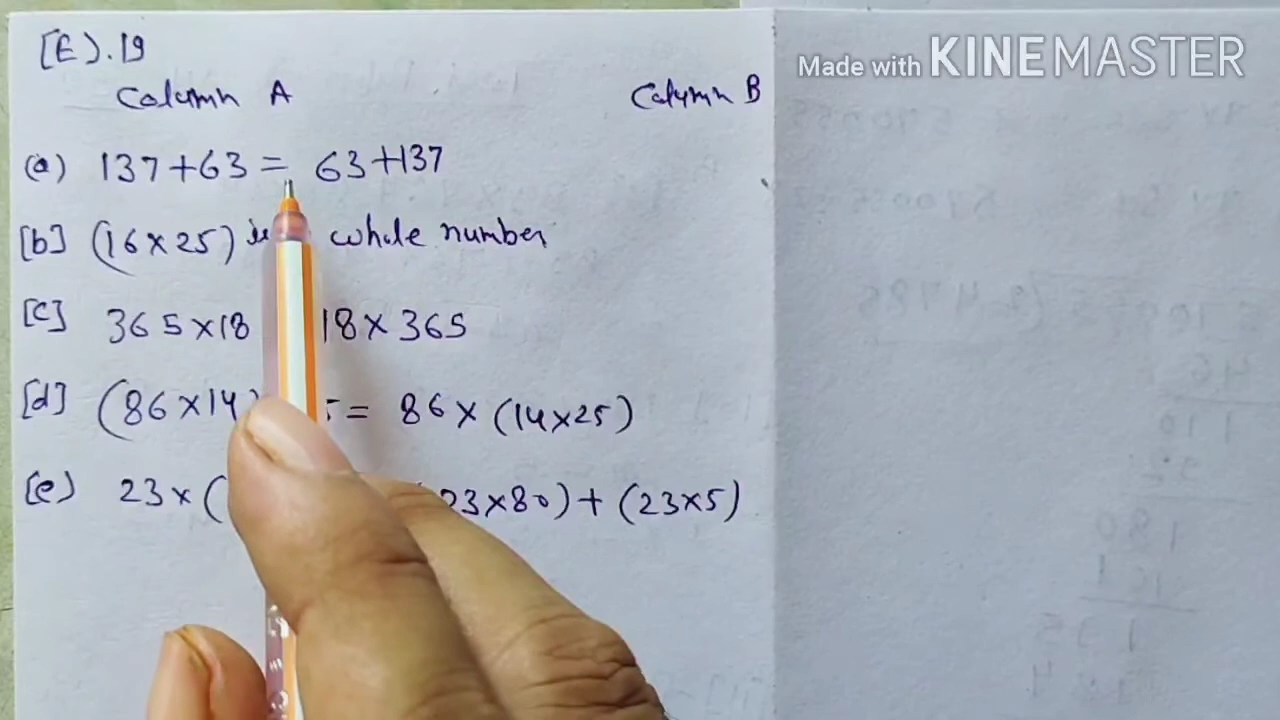 [E].19
Made with KINEMASTER
Column A Column B
(a) 137+63 = 63+137
[b] (16×25) whole number
[c] 365×18 18×365
[d] (86×14) = 86×(14×25)
[e] 23×( 23×80)+(23×5)